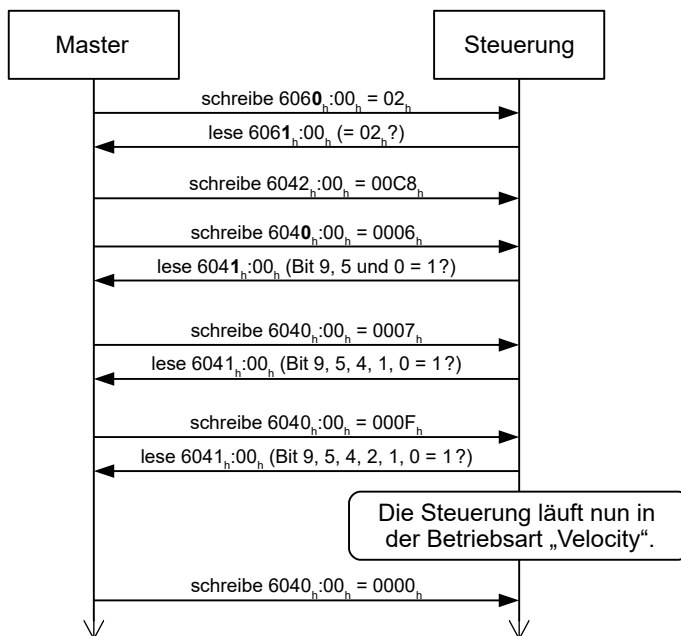 Master
Steuerung
schreibe 6060h:00h = 02h
lese 6061h:00h (= 02h?)
schreibe 6042h:00h = 00C8h
schreibe 6040h:00h = 0006h
lese 6041h:00h (Bit 9, 5 und 0 = 1?)
schreibe 6040h:00h = 0007h
lese 6041h:00h (Bit 9, 5, 4, 1, 0 = 1?)
schreibe 6040h:00h = 000Fh
lese 6041h:00h (Bit 9, 5, 4, 2, 1, 0 = 1?)
Die Steuerung läuft nun in
der Betriebsart „Velocity“.
schreibe 6040h:00h = 0000h